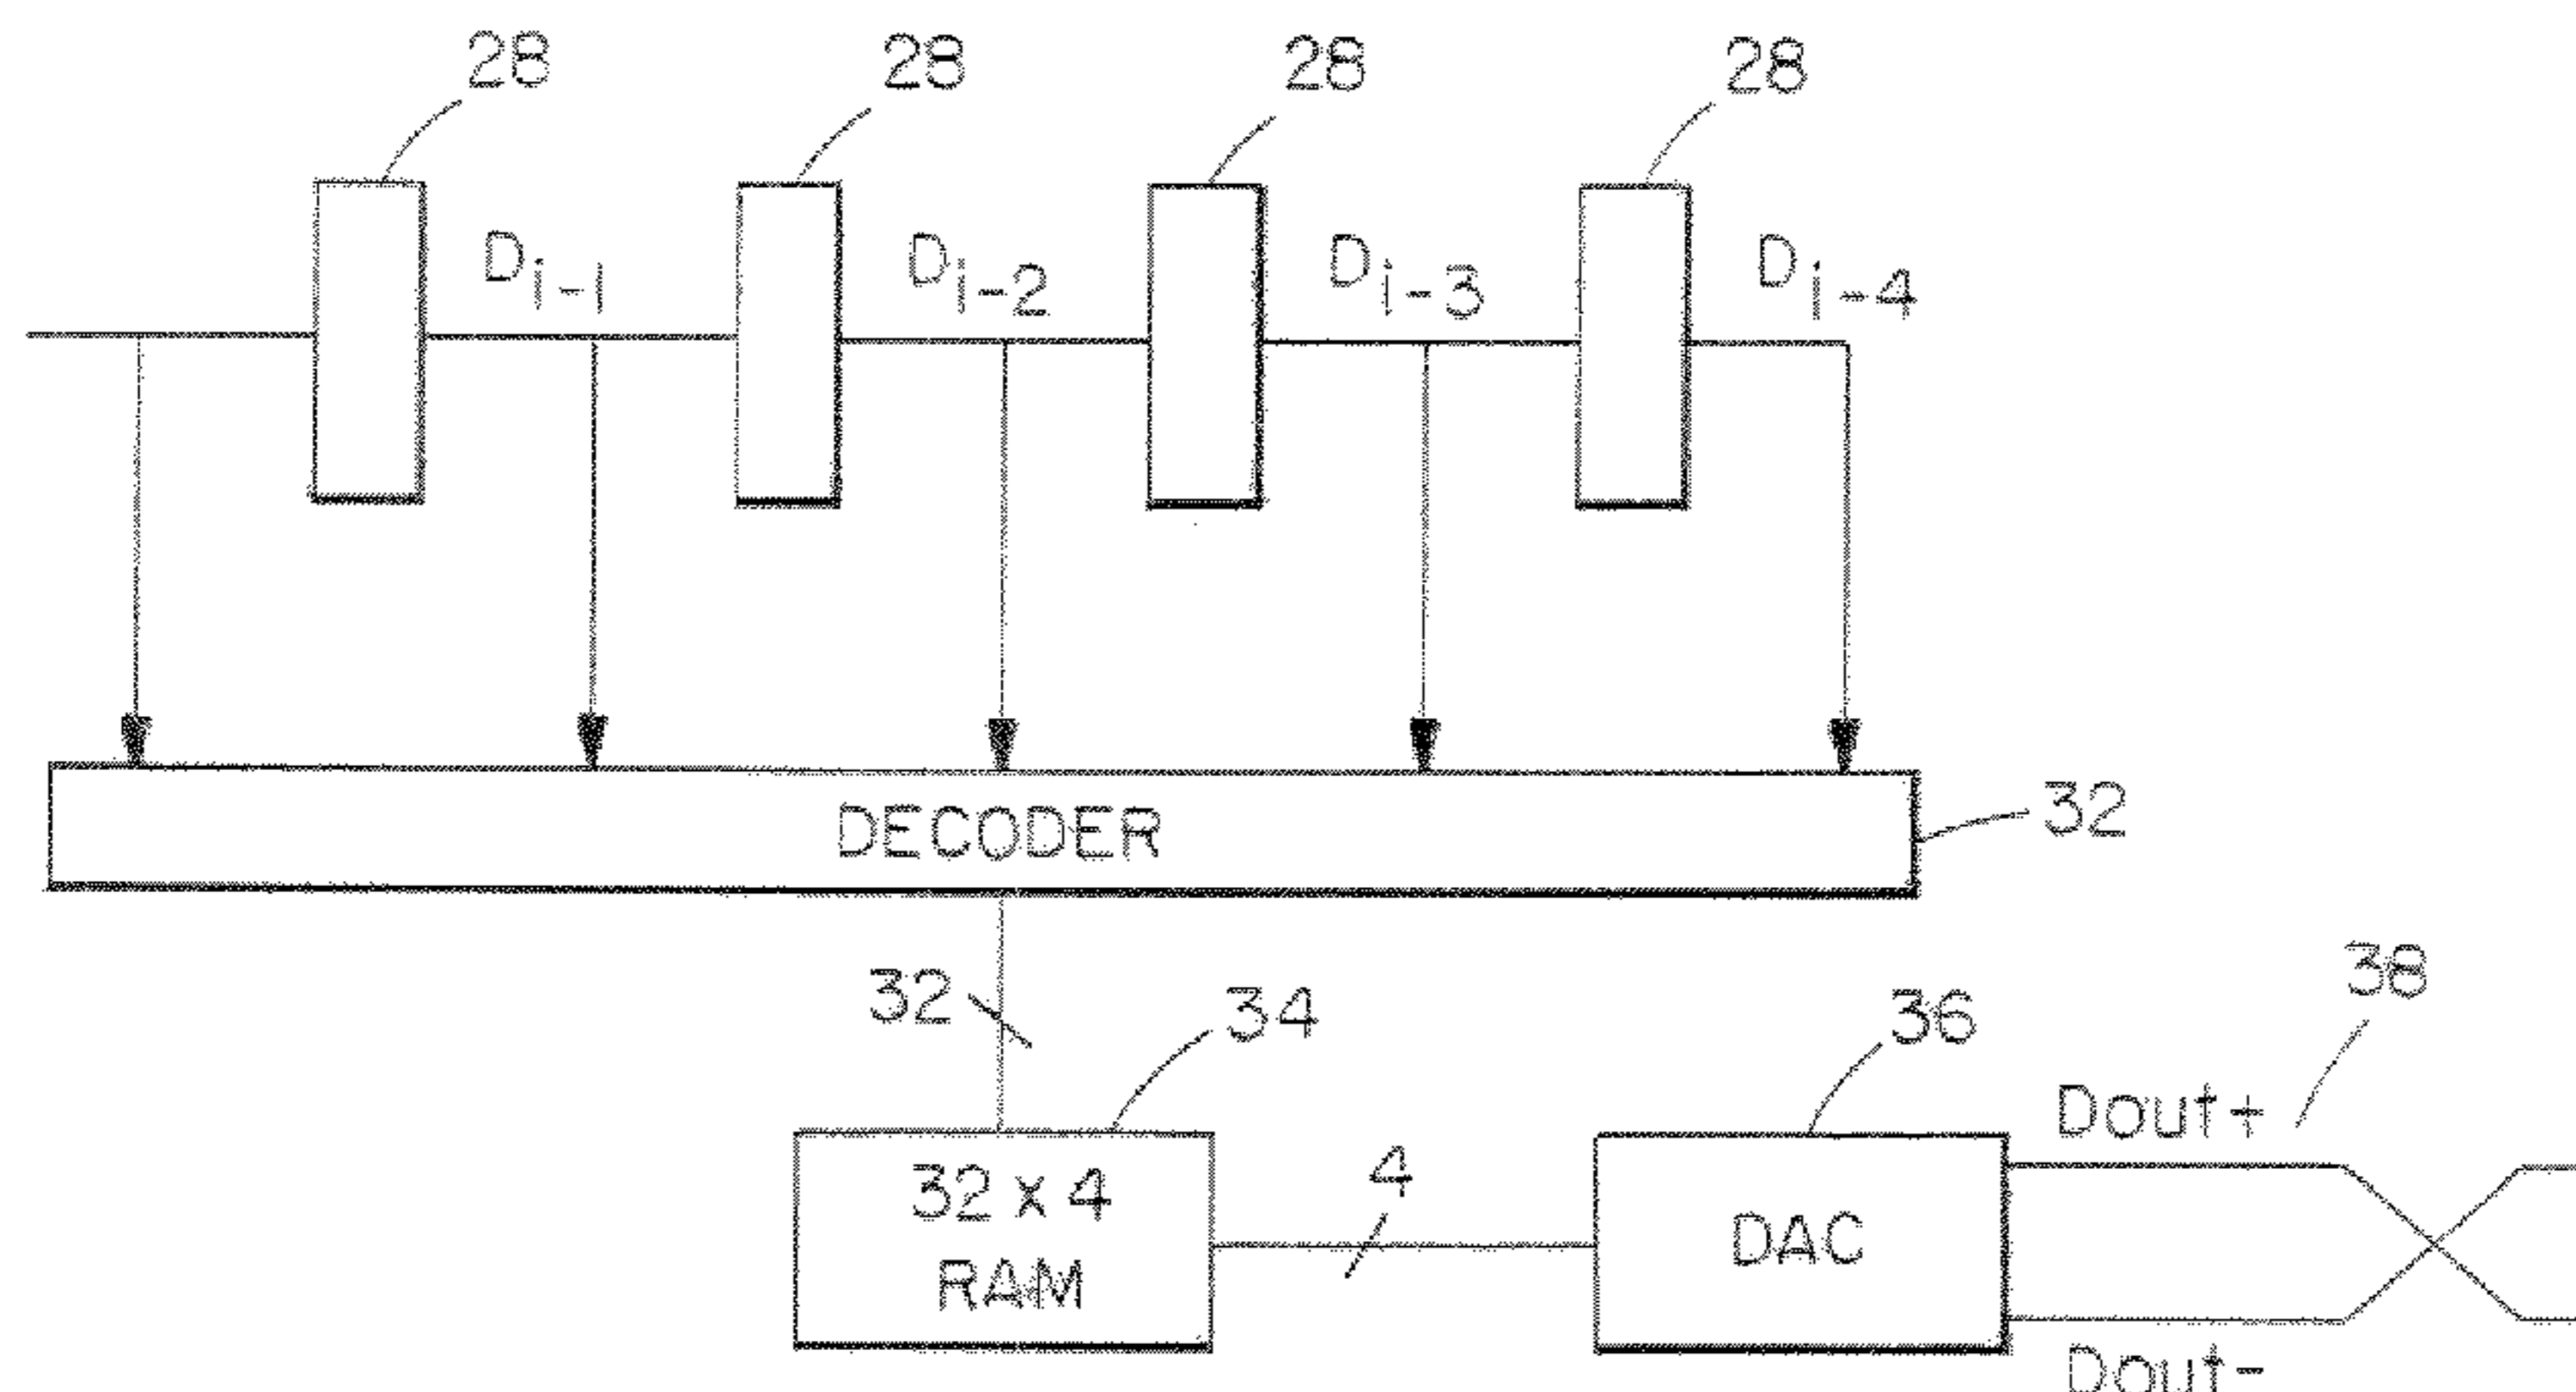 28 28 28 28
Di-1 Di-2 Di-3 Di-4
DECODER
32
32
34
36
38
32 x 4
RAM
4
DAC
Dout+
Dout-